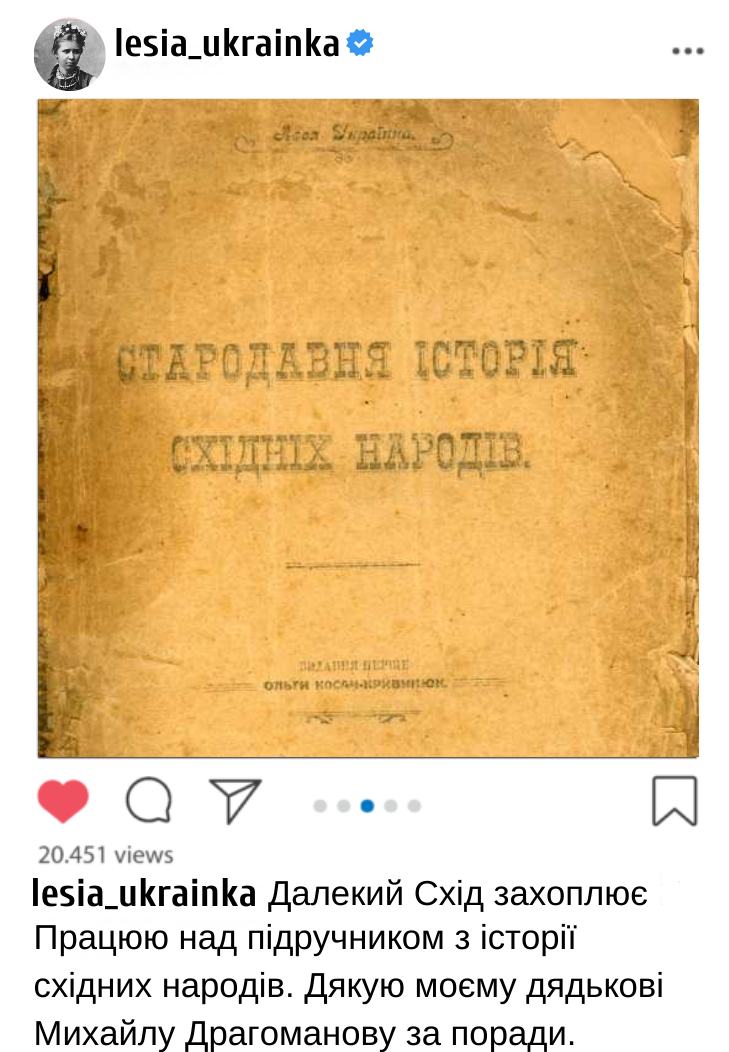 lesia_ukrainka
Леся Українка.
СТАРОДАВНЯ ІСТОРІЯ
СХІДНІХ НАРОДІВ.
ВИДАННЯ ПЕРШЕ
ОЛЬГИ КОСАЧ-КРИВИНЮК.
20.451 views
lesia_ukrainka Далекий Схід захоплює
Працюю над підручником з історії
східних народів. Дякую моєму дядькові
Михайлу Драгоманову за поради.